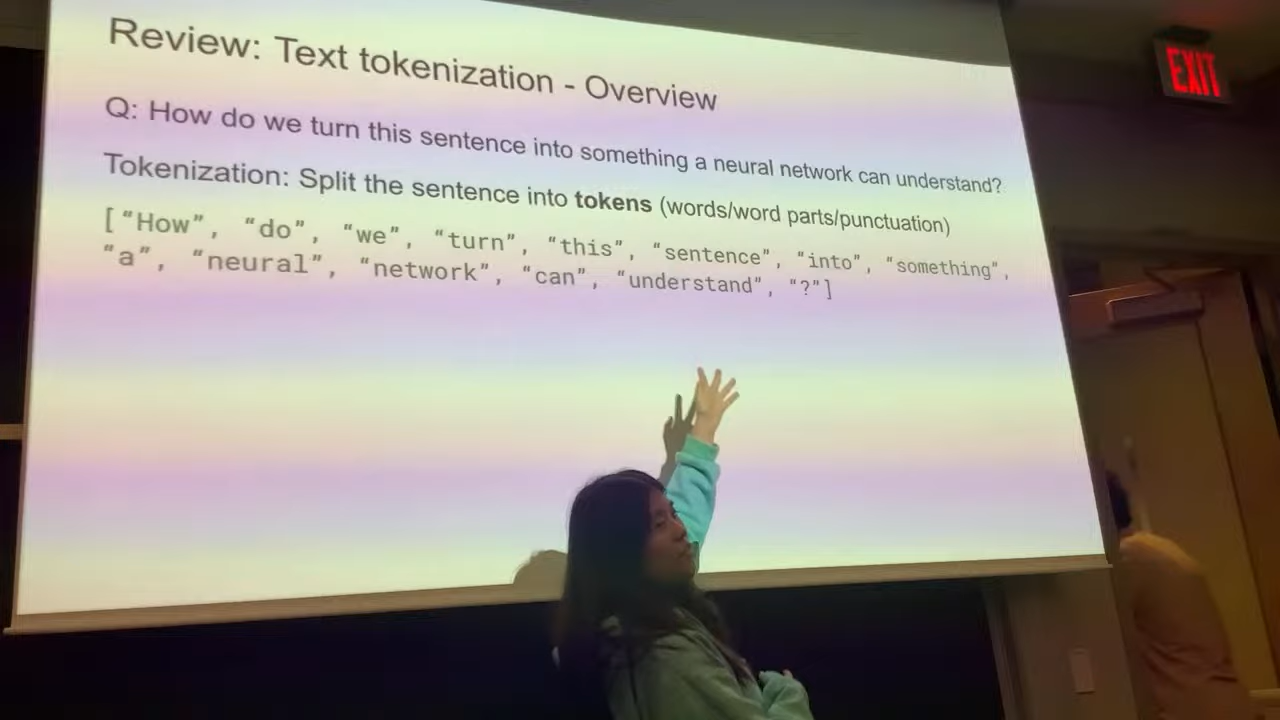 Review: Text tokenization - Overview
Q: How do we turn this sentence into something a neural network can understand?
Tokenization: Split the sentence into tokens (words/word parts/punctuation)
["How", "do", "we", "turn", "this", "sentence", "into", "something",
"a", "neural", "network", "can", "understand", "?"]
EXIT